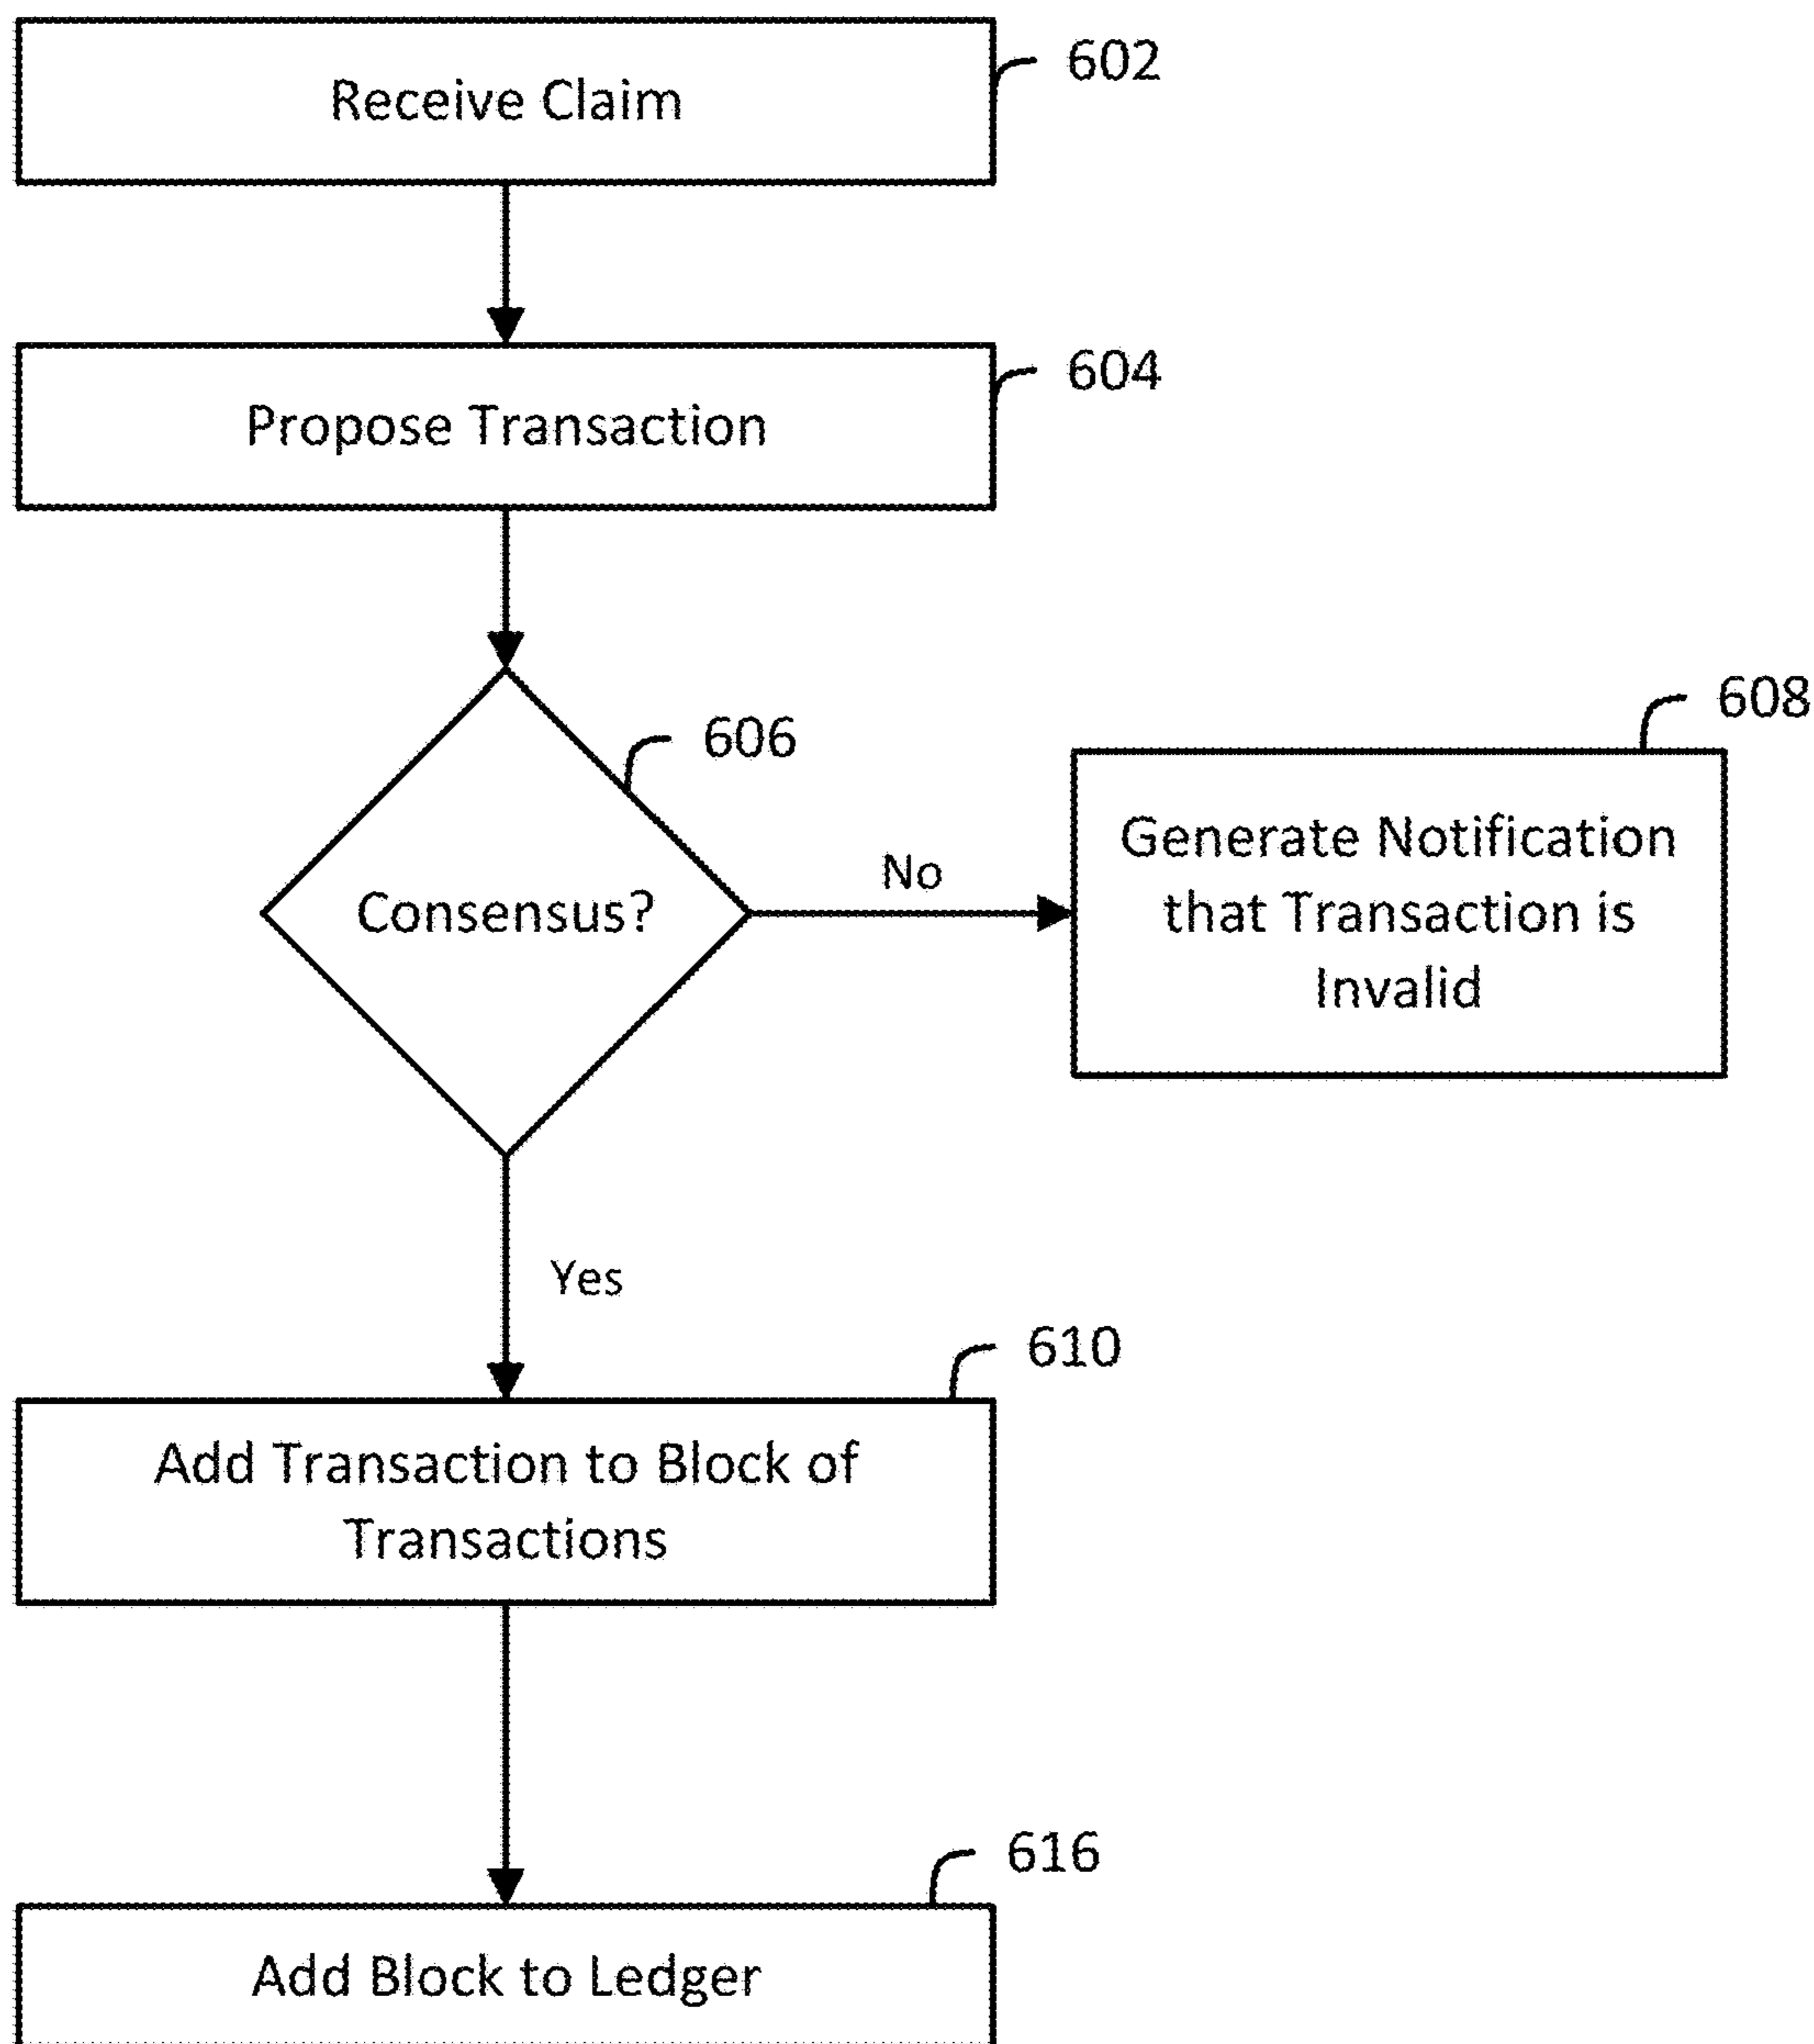 Receive Claim
602
Propose Transaction
604
606
Consensus?
No
608
Generate Notification
that Transaction is
Invalid
Yes
610
Add Transaction to Block of
Transactions
616
Add Block to Ledger